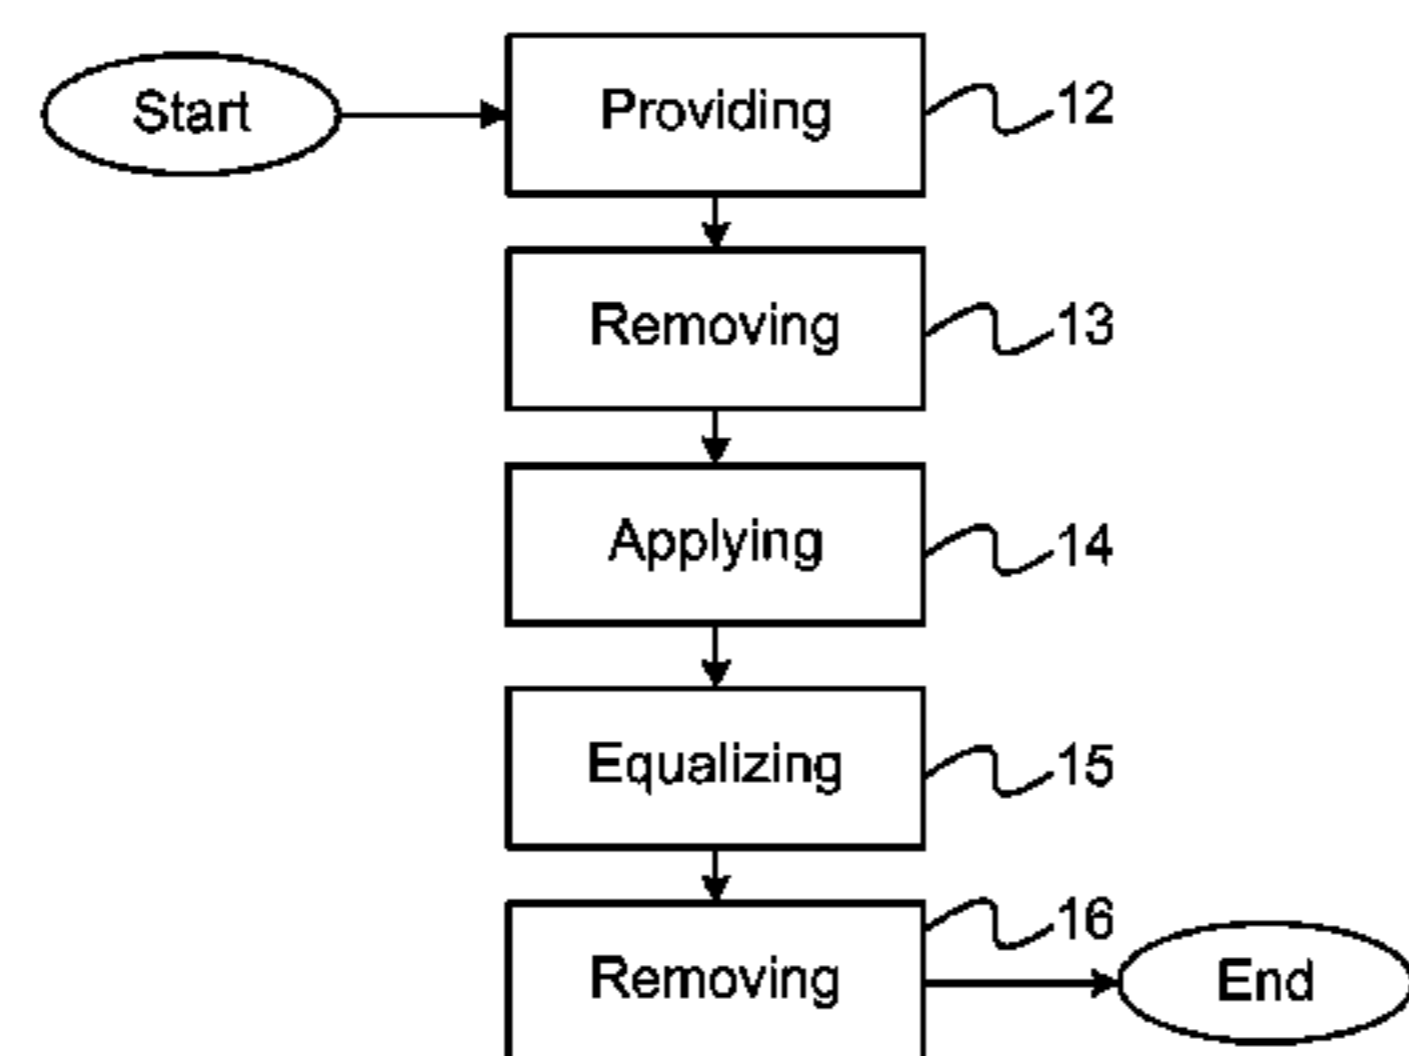 Start
Providing
12
Removing
13
Applying
14
Equalizing
15
Removing
16
End